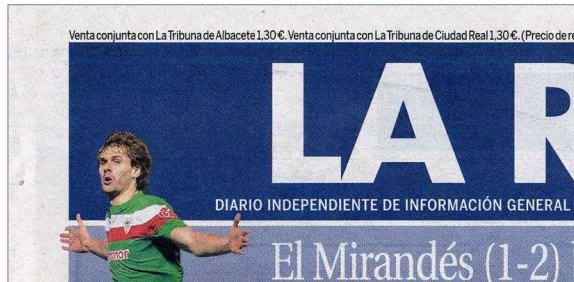 Venta conjunta con La Tribuna de Albacete 1,30 €. Venta conjunta con La Tribuna de Ciudad Real 1,30 €. (Precio de re
LA R
DIARIO INDEPENDIENTE DE INFORMACIÓN GENERAL
El Mirandés (1-2)